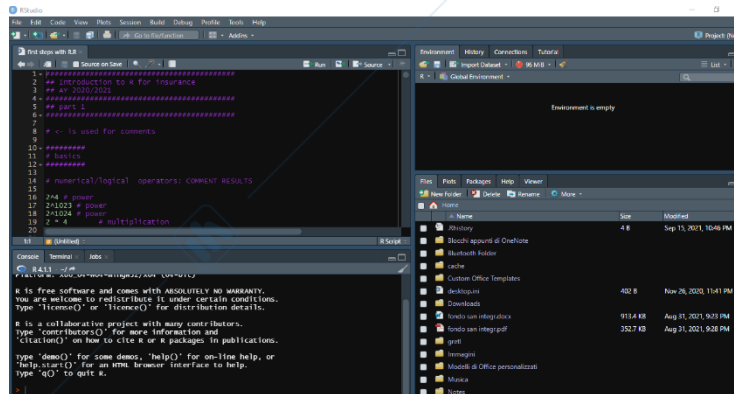 RStudio
File Edit Code View Plots Session Build Debug Profile Tools Help
Go to file/function Addins
Project: (No
first steps with R.R
Source on Save Run Source
1 ##########################################
2 ## Introduction to R for insurance
3 ## AY 2020/2021
4 ##########################################
5 ## part 1
6 ##########################################
7
8 # <- is used for comments
9
10 #########
11 # basics
12 #########
13
14 # numerical/logical operators: COMMENT RESULTS
15
16 2^4 # power
17 2^1023 # power
18 2^1024 # power
19 2 * 4 # multiplication
20
1:1 (Untitled) R Script
Console Terminal Jobs
R 4.1.1 ~/
R is free software and comes with ABSOLUTELY NO WARRANTY.
You are welcome to redistribute it under certain conditions.
Type 'license()' or 'licence()' for distribution details.
R is a collaborative project with many contributors.
Type 'contributors()' for more information and
'citation()' on how to cite R or R packages in publications.
Type 'demo()' for some demos, 'help()' for on-line help, or
'help.start()' for an HTML browser interface to help.
Type 'q()' to quit R.
>
Environment History Connections Tutorial
Import Dataset 96 MiB List
R Global Environment
Environment is empty
Files Plots Packages Help Viewer
New Folder Delete Rename More
Home
Name Size Modified
.Rhistory 4 B Sep 15, 2021, 10:46 PM
Blocchi appunti di OneNote
Bluetooth Folder
cache
Custom Office Templates
desktop.ini 402 B Nov 26, 2020, 11:41 PM
Downloads
fondo san integr.docx 913.4 KB Aug 31, 2021, 9:23 PM
fondo san integr.pdf 352.7 KB Aug 31, 2021, 9:28 PM
greti
Immagini
Modelli di Office personalizzati
Musica
Notes